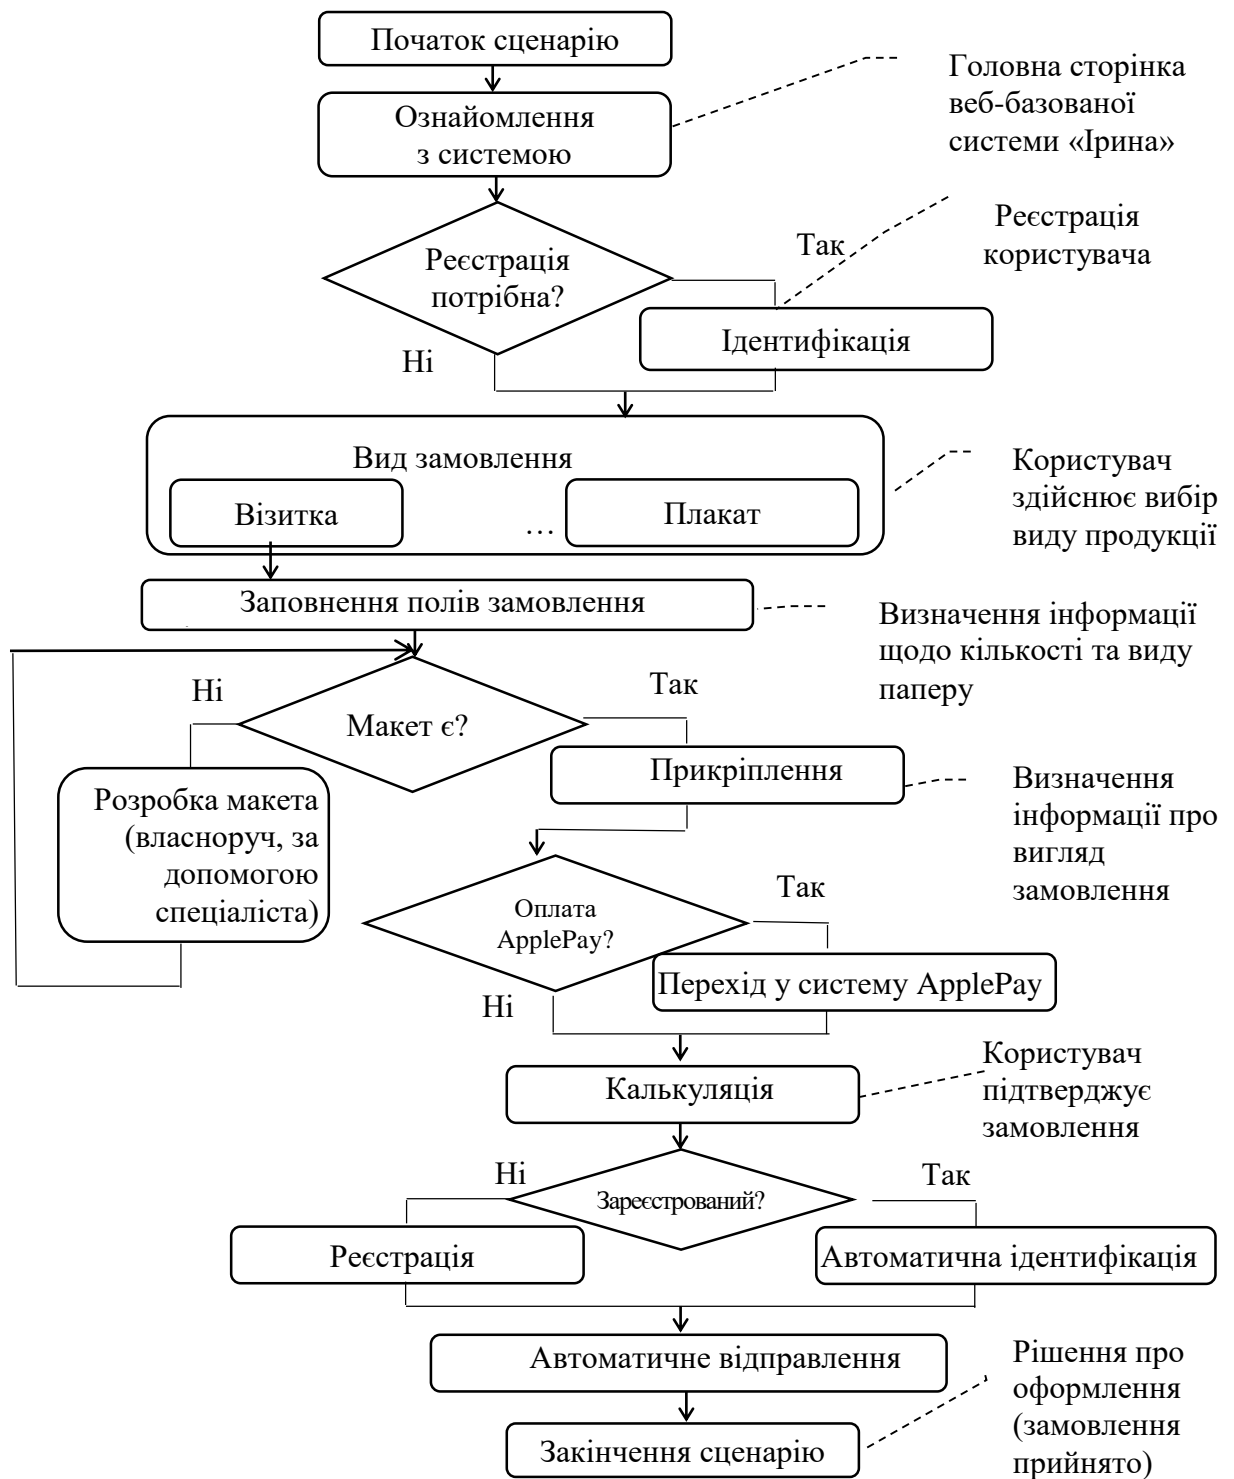 Початок сценарію
Ознайомлення
з системою
Головна сторінка
веб-базованої
системи «Ірина»
Реєстрація
потрібна?
Так
Реєстрація
користувача
Ідентифікація
Ні
Вид замовлення
Візитка
…
Плакат
Користувач
здійснює вибір
виду продукції
Заповнення полів замовлення
Визначення інформації
щодо кількості та виду
паперу
Ні
Макет є?
Так
Прикріплення
Визначення
інформації про
вигляд
замовлення
Розробка макета
(власноруч, за
допомогою
спеціаліста)
Оплата
ApplePay?
Так
Перехід у систему ApplePay
Ні
Калькуляція
Користувач
підтверджує
замовлення
Ні
Зареєстрований?
Так
Реєстрація
Автоматична ідентифікація
Автоматичне відправлення
Рішення про
оформлення
(замовлення
прийнято)
Закінчення сценарію